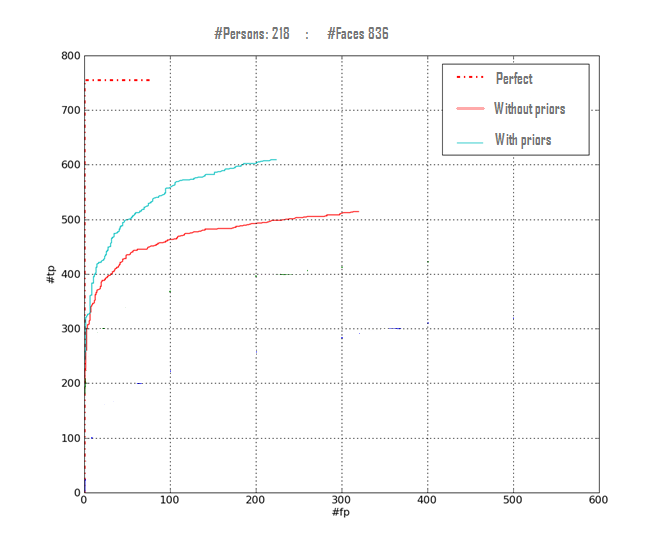 #Persons: 218 : #Faces 836
800
700
600
500
400
300
200
100
0
#tp
Perfect
Without priors
With priors
0 100 200 300 400 500 600
#fp